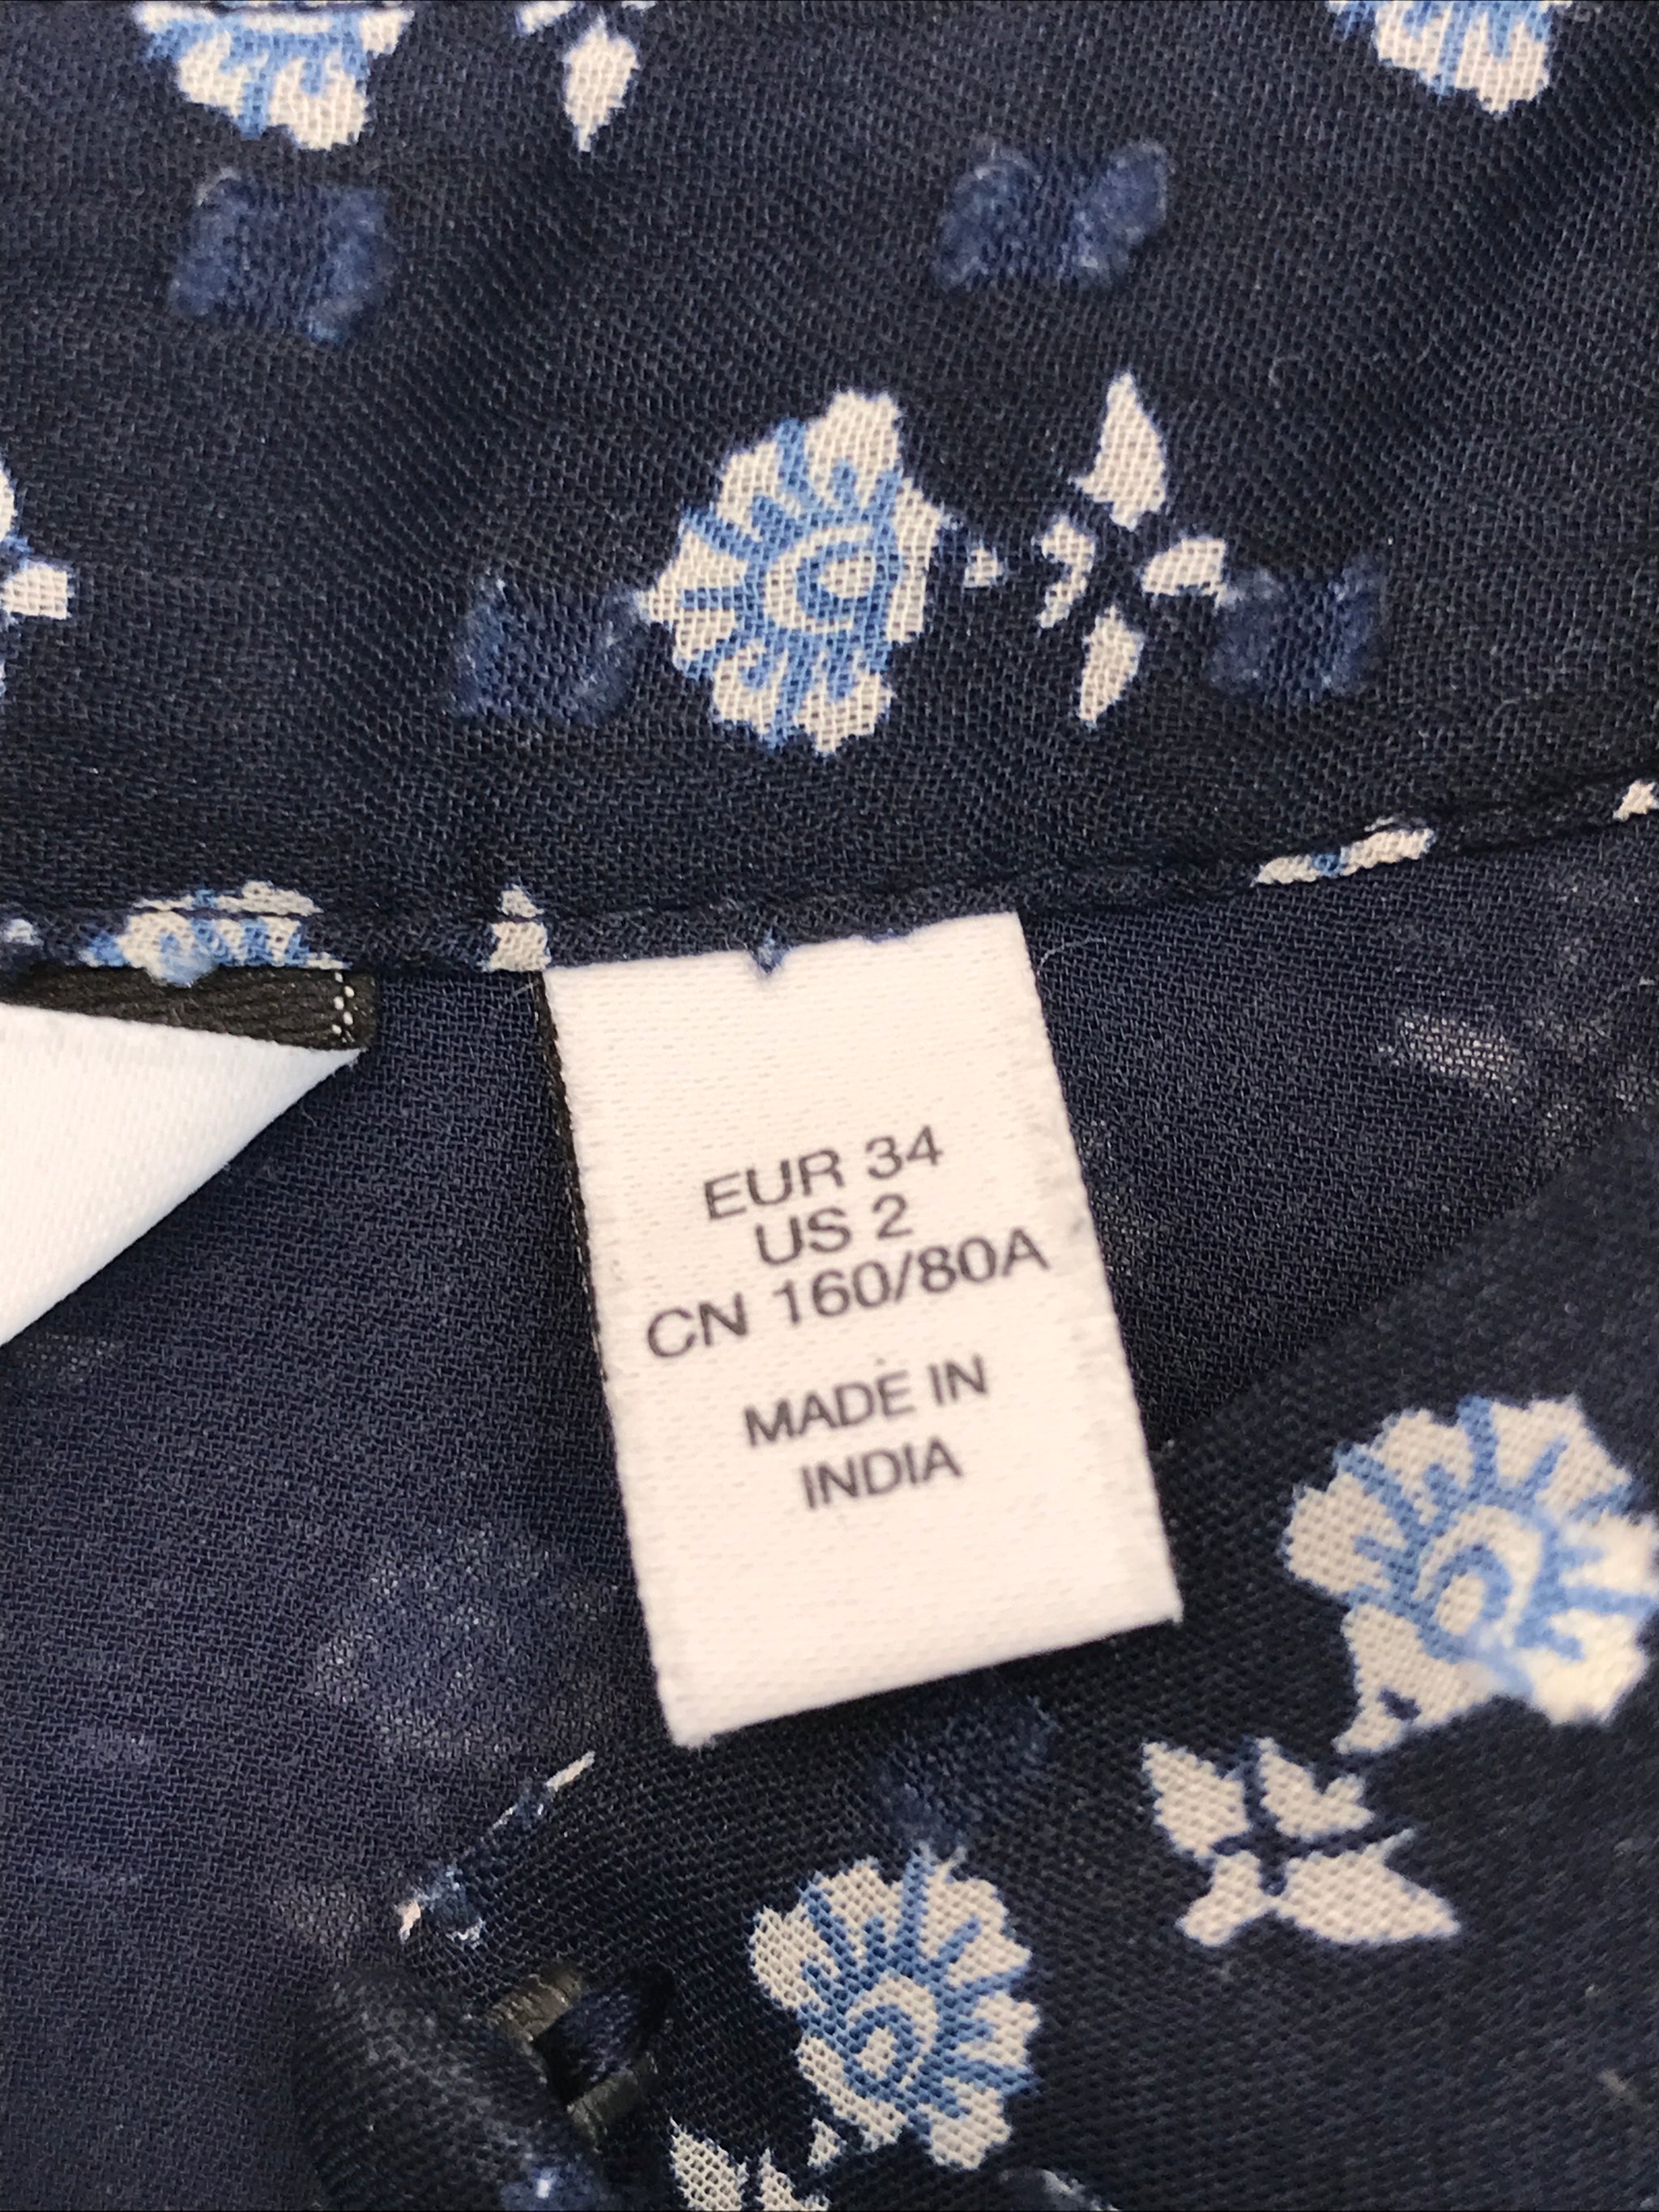 EUR 34
US 2
CN 160/80A
MADE IN
INDIA